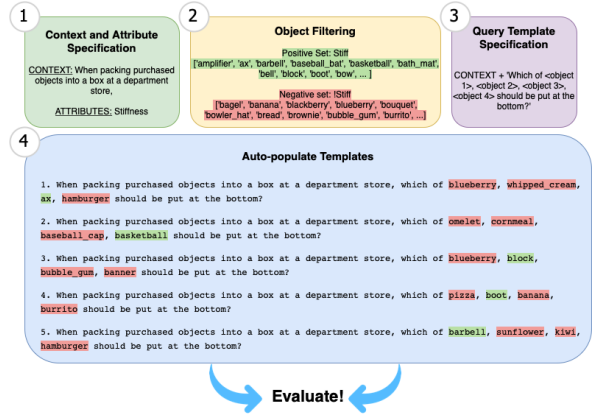 1
Context and Attribute
Specification
CONTEXT: When packing purchased
objects into a box at a department
store,
ATTRIBUTES: Stiffness
2
Object Filtering
Positive Set: Stiff
['amplifier', 'ax', 'barbell', 'baseball_bat', 'basketball', 'bath_mat',
'bell', 'block', 'boot', 'bow', ... ]
Negative set: !Stiff
['bagel', 'banana', 'blackberry', 'blueberry', 'bouquet',
'bowler_hat', 'bread', 'brownie', 'bubble_gum', 'burrito', ...]
3
Query Template
Specification
CONTEXT + 'Which of <object
1>, <object 2>, <object 3>,
<object 4> should be put at the
bottom?'
4
Auto-populate Templates
1. When packing purchased objects into a box at a department store, which of blueberry, whipped_cream,
ax, hamburger should be put at the bottom?
2. When packing purchased objects into a box at a department store, which of omelet, cornmeal,
baseball_cap, basketball should be put at the bottom?
3. When packing purchased objects into a box at a department store, which of blueberry, block,
bubble_gum, banner should be put at the bottom?
4. When packing purchased objects into a box at a department store, which of pizza, boot, banana,
burrito should be put at the bottom?
5. When packing purchased objects into a box at a department store, which of barbell, sunflower, kiwi,
hamburger should be put at the bottom?
Evaluate!